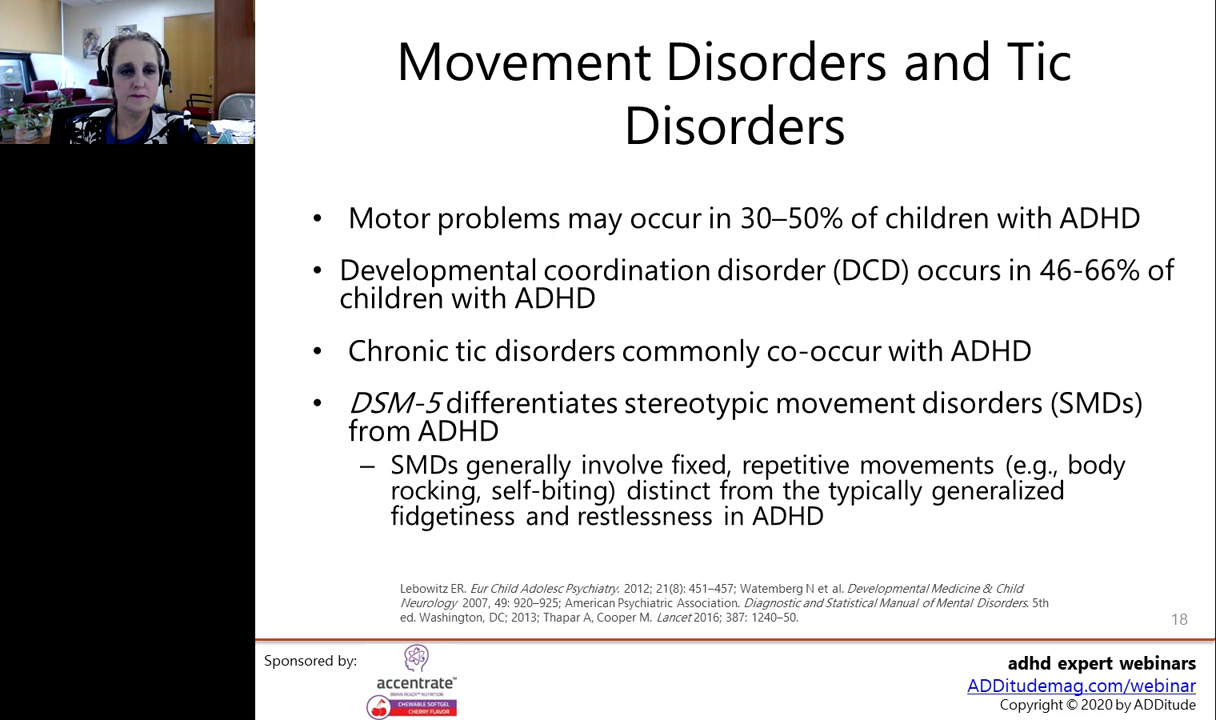 Movement Disorders and Tic
Disorders
• Motor problems may occur in 30–50% of children with ADHD
• Developmental coordination disorder (DCD) occurs in 46-66% of
children with ADHD
• Chronic tic disorders commonly co-occur with ADHD
• DSM-5 differentiates stereotypic movement disorders (SMDs)
from ADHD
– SMDs generally involve fixed, repetitive movements (e.g., body
rocking, self-biting) distinct from the typically generalized
fidgetiness and restlessness in ADHD
Lebowitz ER. Eur Child Adolesc Psychiatry. 2012; 21(8): 451–457; Watemberg N et al. Developmental Medicine & Child
Neurology 2007, 49: 920–925; American Psychiatric Association. Diagnostic and Statistical Manual of Mental Disorders. 5th
ed. Washington, DC; 2013; Thapar A, Cooper M. Lancet 2016; 387: 1240–50.
18
Sponsored by:
accentrate™
BRAIN READY™ NUTRITION
CHEWABLE SOFTGEL
CHERRY FLAVOR
adhd expert webinars
ADDitudemag.com/webinar
Copyright © 2020 by ADDitude